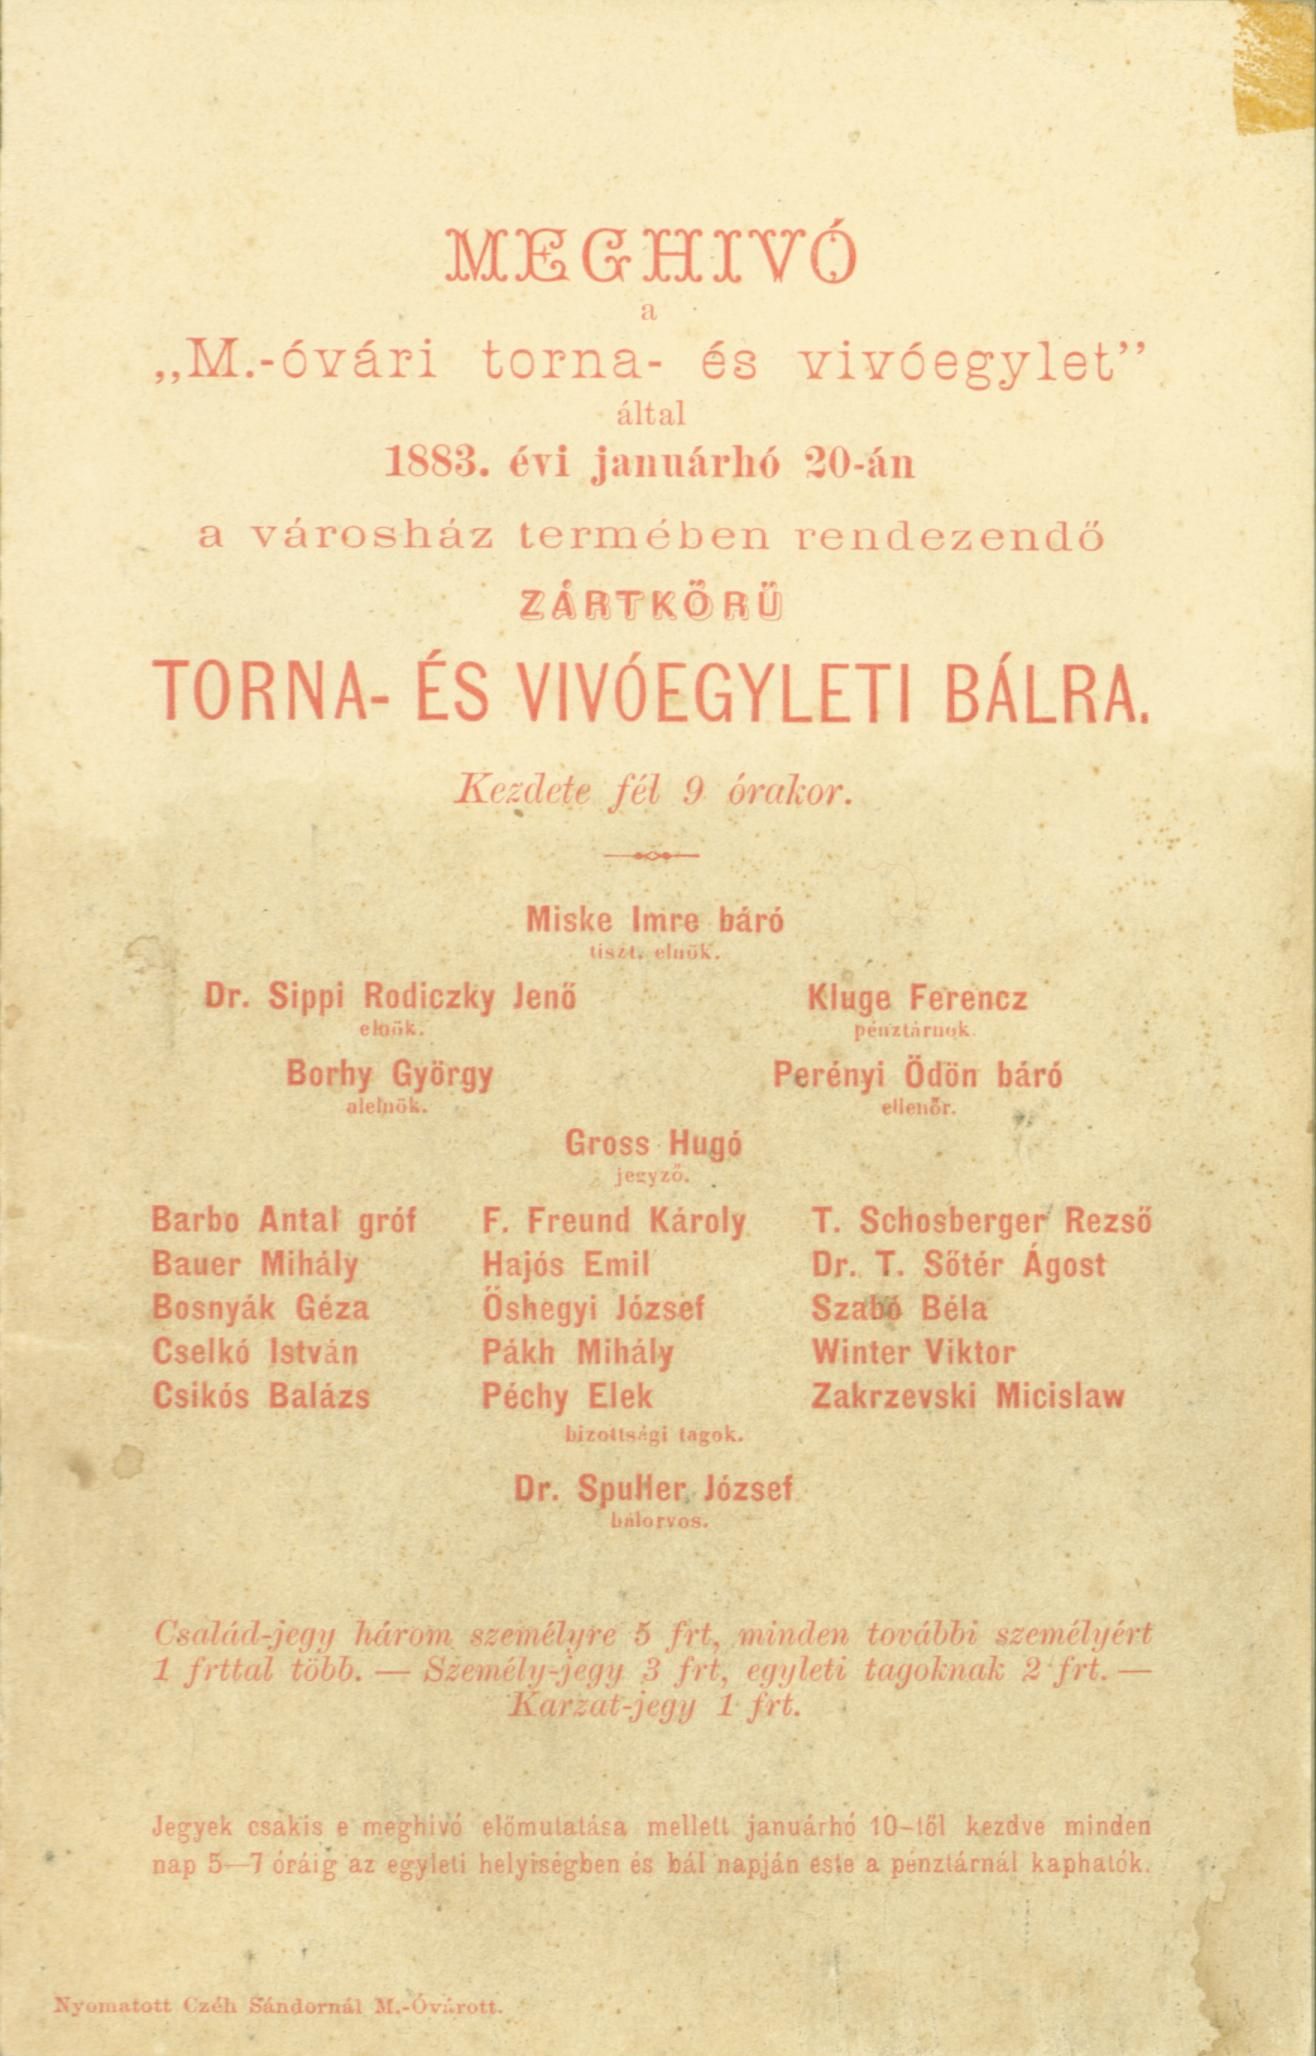 MEGHIVÓ
a
„M.-óvári torna- és vivóegylet”
által
1883. évi januárhó 20-án
a városház termében rendezendő
ZÁRTKÖRŰ
TORNA- ÉS VIVÓEGYLETI BÁLRA.
Kezdete fél 9 órakor.
Miske Imre báró
tiszt. elnök.
Dr. Sippi Rodiczky Jenő Kluge Ferencz
elnök. pénztárnok.
Borhy György Perényi Ödön báró
alelnök. ellenőr.
Gross Hugó
jegyző.
Barbo Antal gróf F. Freund Károly T. Schosberger Rezső
Bauer Mihály Hajós Emil Dr. T. Sőtér Ágost
Bosnyák Géza Őshegyi József Szabó Béla
Cselkó István Pákh Mihály Winter Viktor
Csikós Balázs Péchy Elek Zakrzevski Micislaw
bizottsági tagok.
Dr. Spuller József
bálorvos.
Család-jegy három személyre 5 frt, minden további személyért
1 frttal több. — Személy-jegy 3 frt, egyleti tagoknak 2 frt. —
Karzat-jegy 1 frt.
Jegyek csakis e meghivó előmutatása mellett januárhó 10-től kezdve minden
nap 5—7 óráig az egyleti helyiségben és bál napján este a pénztárnál kaphatók.
Nyomatott Czéh Sándornál M.-Óvárott.